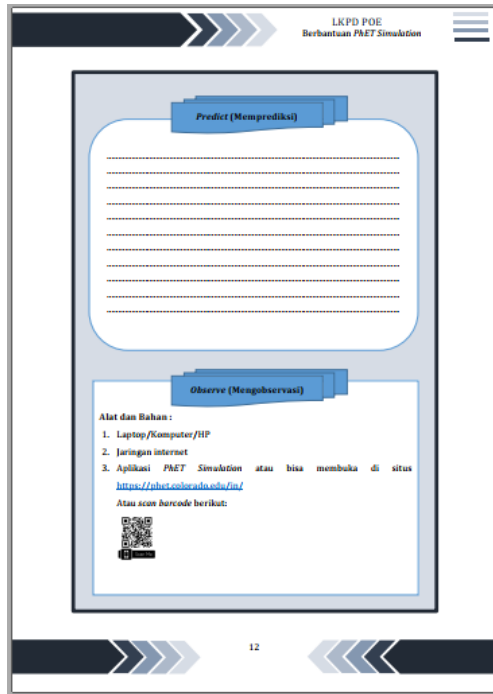 LKPD POE
Berbantuan PhET Simulation
Predict (Memprediksi)
Observe (Mengobservasi)
Alat dan Bahan :
1. Laptop/Komputer/HP
2. Jaringan internet
3. Aplikasi PhET Simulation atau bisa membuka di situs
https://phet.colorado.edu/in/
Atau scan barcode berikut:
12